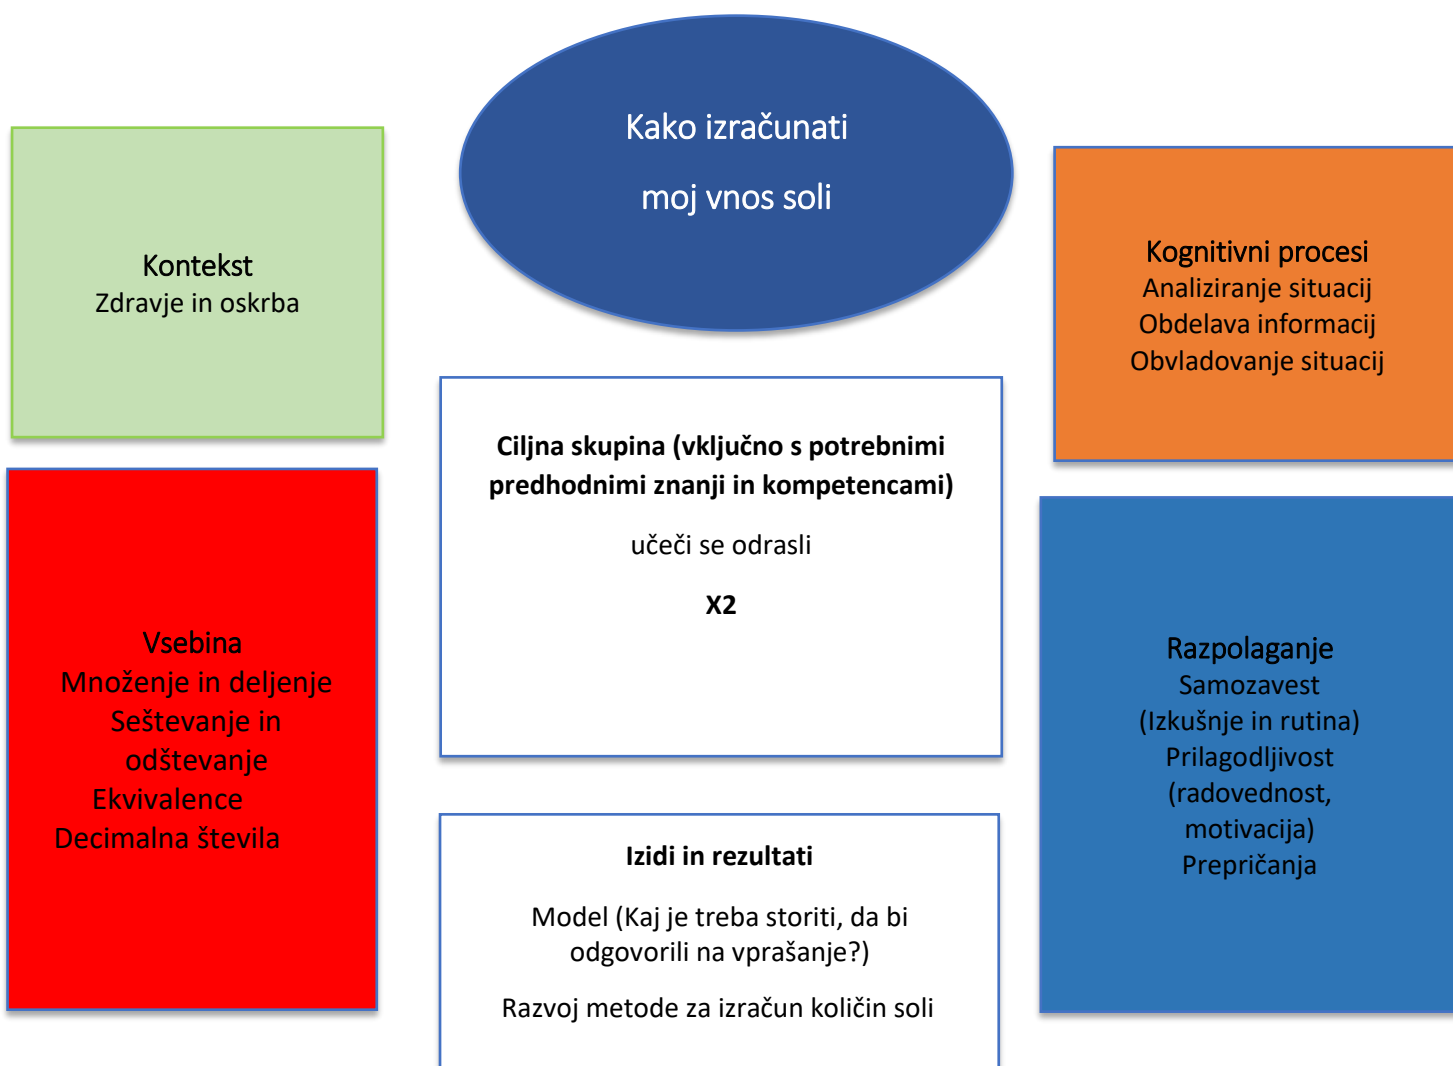 Kako izračunati
moj vnos soli
Kontekst
Zdravje in oskrba
Kognitivni procesi
Analiziranje situacij
Obdelava informacij
Obvladovanje situacij
Ciljna skupina (vključno s potrebnimi
predhodnimi znanji in kompetencami)
učeči se odrasli
X2
Vsebina
Množenje in deljenje
Seštevanje in
odštevanje
Ekvivalence
Decimalna števila
Razpolaganje
Samozavest
(Izkušnje in rutina)
Prilagodljivost
(radovednost,
motivacija)
Prepričanja
Izidi in rezultati
Model (Kaj je treba storiti, da bi
odgovorili na vprašanje?)
Razvoj metode za izračun količin soli